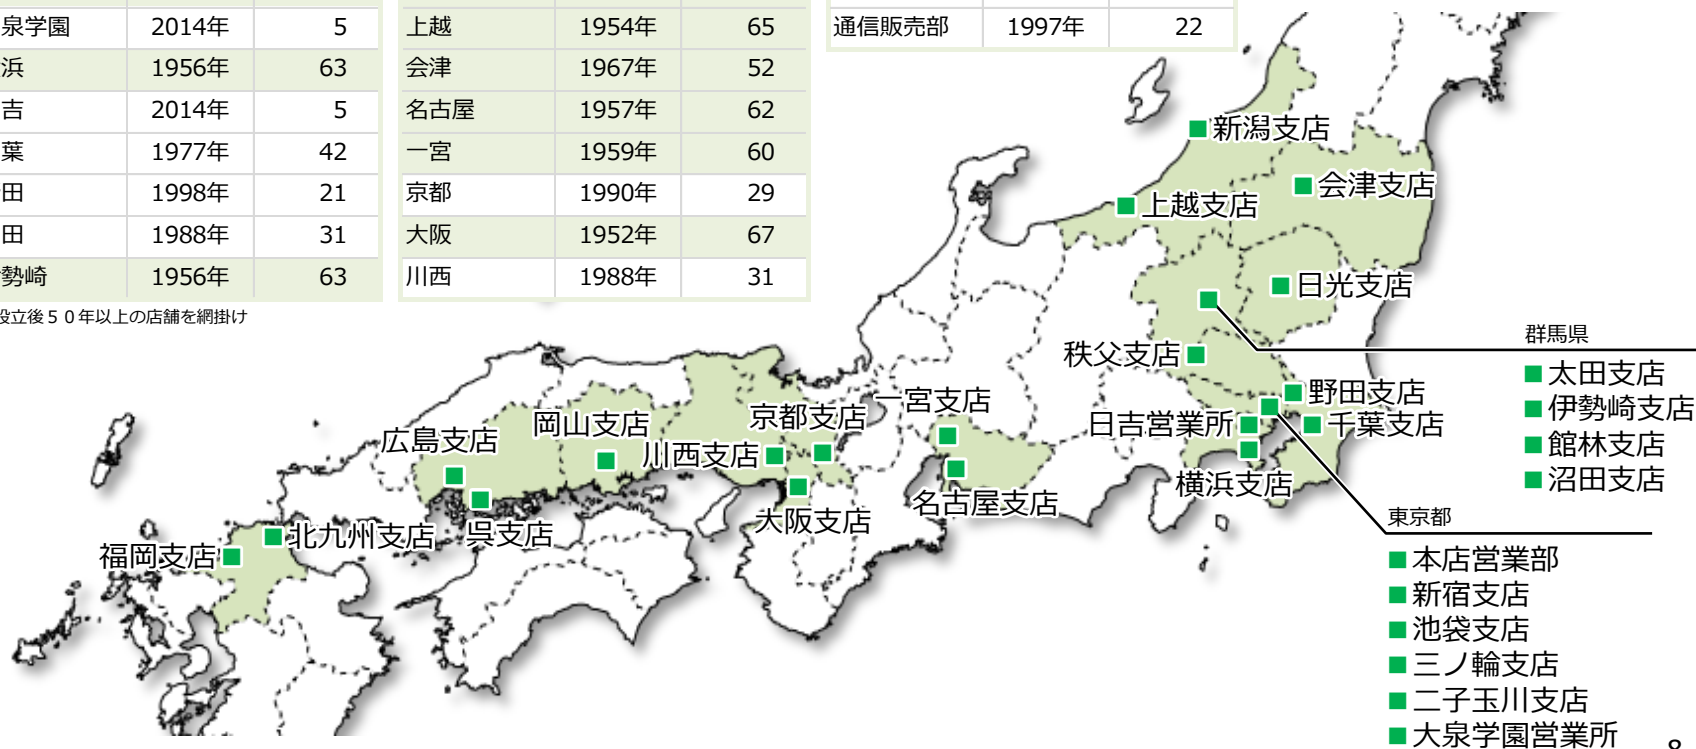 泉学園 2014年 5
浜 1956年 63
吉 2014年 5
葉 1977年 42
田 1998年 21
田 1988年 31
勢崎 1956年 63
設立後５０年以上の店舗を網掛け
上越 1954年 65
会津 1967年 52
名古屋 1957年 62
一宮 1959年 60
京都 1990年 29
大阪 1952年 67
川西 1988年 31
通信販売部 1997年 22
新潟支店
会津支店
上越支店
日光支店
秩父支店
野田支店
千葉支店
日吉営業所
横浜支店
一宮支店
名古屋支店
京都支店
川西支店
大阪支店
岡山支店
広島支店
呉支店
北九州支店
福岡支店
群馬県
太田支店
伊勢崎支店
館林支店
沼田支店
東京都
本店営業部
新宿支店
池袋支店
三ノ輪支店
二子玉川支店
大泉学園営業所